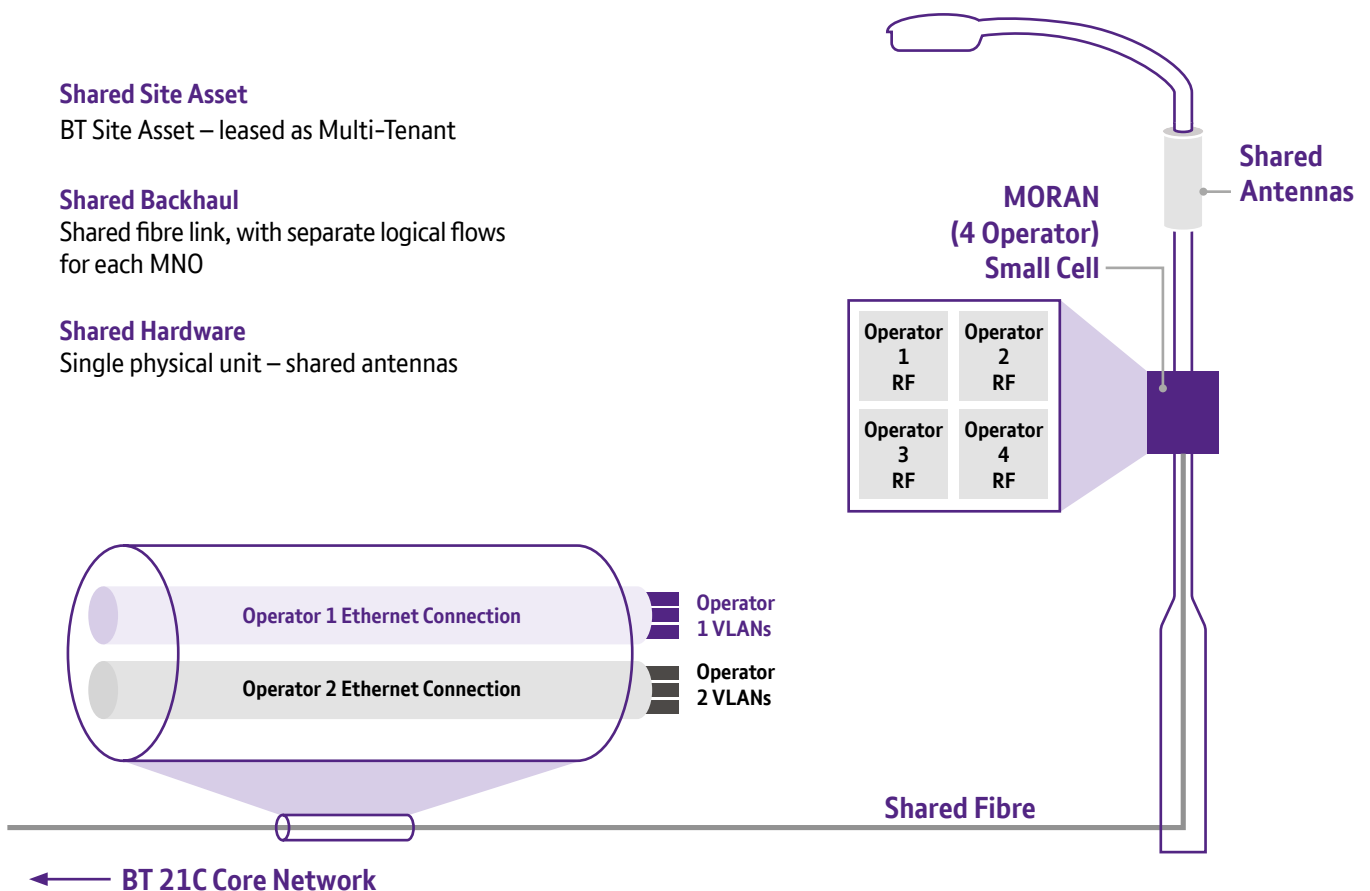 Shared Site Asset
BT Site Asset – leased as Multi-Tenant
Shared Backhaul
Shared fibre link, with separate logical flows
for each MNO
Shared Hardware
Single physical unit – shared antennas
Shared
Antennas
MORAN
(4 Operator)
Small Cell
Operator
1
RF
Operator
2
RF
Operator
3
RF
Operator
4
RF
Operator 1 Ethernet Connection
Operator
1 VLANs
Operator 2 Ethernet Connection
Operator
2 VLANs
Shared Fibre
BT 21C Core Network